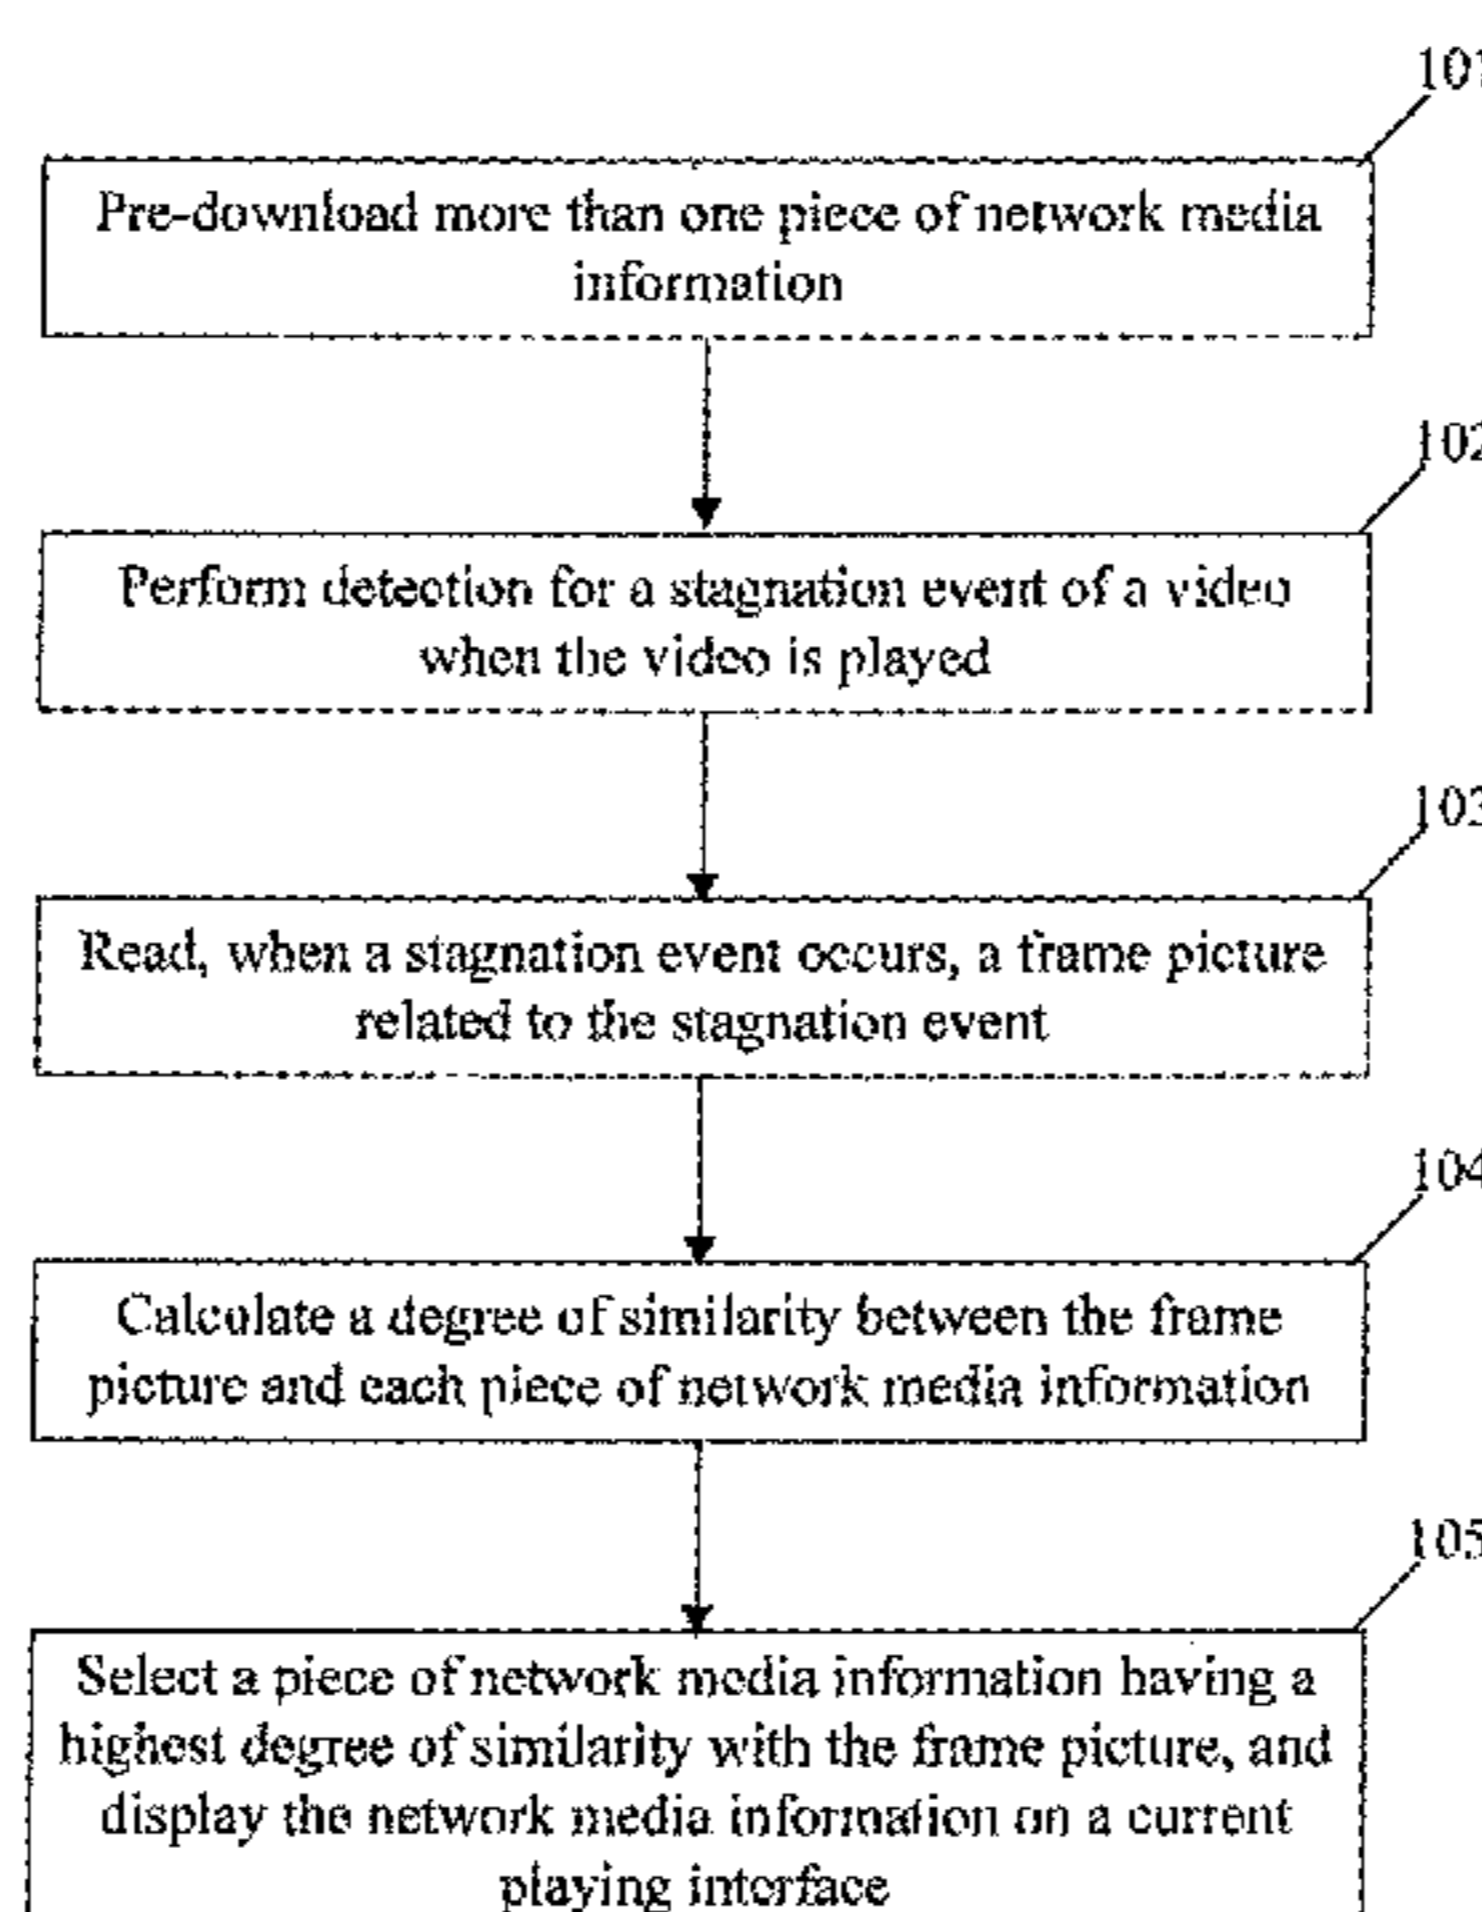 101
Pre-download more than one piece of network media
information
102
Perform detection for a stagnation event of a video
when the video is played
103
Read, when a stagnation event occurs, a frame picture
related to the stagnation event
104
Calculate a degree of similarity between the frame
picture and each piece of network media information
105
Select a piece of network media information having a
highest degree of similarity with the frame picture, and
display the network media information on a current
playing interface